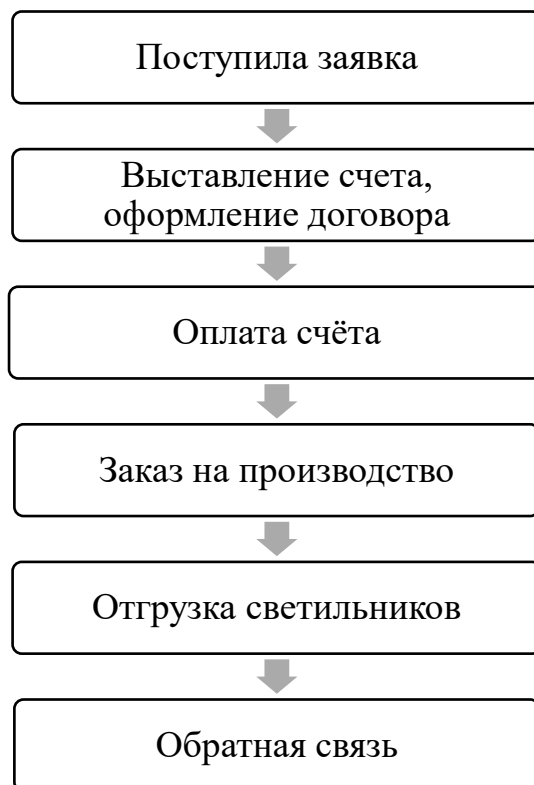 Поступила заявка
Выставление счета,
оформление договора
Оплата счёта
Заказ на производство
Отгрузка светильников
Обратная связь